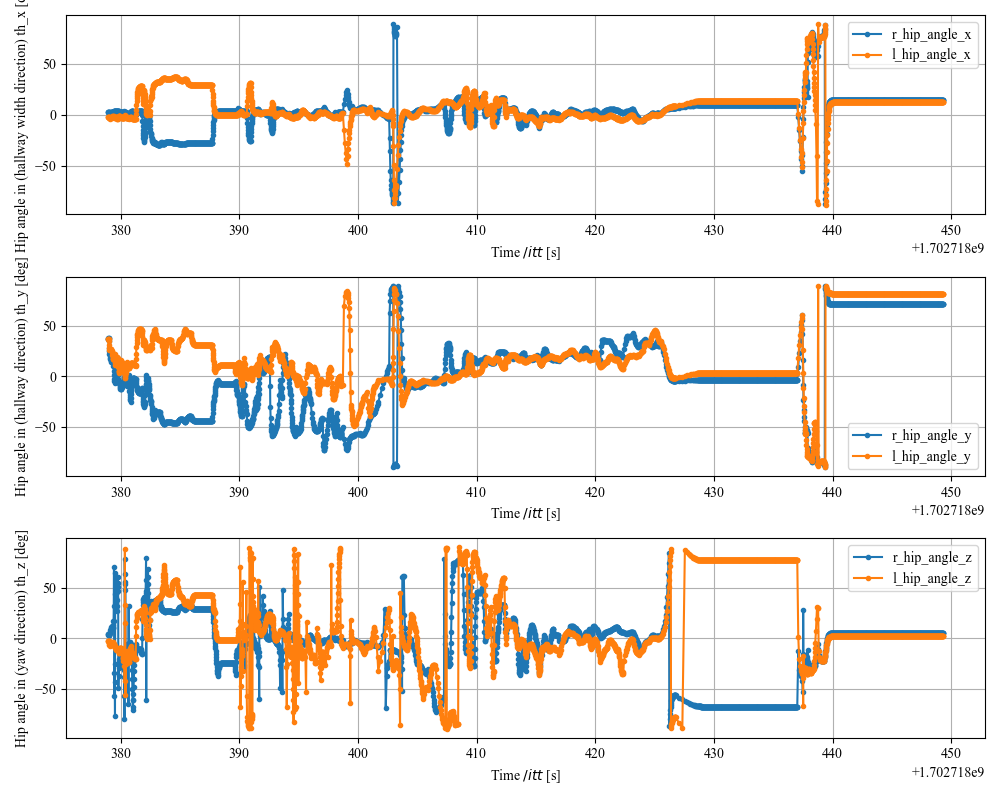 Hip angle in (hallway width direction) th_x [d
50
0
−50
r_hip_angle_x
l_hip_angle_x
380
390
400
410
420
430
440
450
Time /itt [s]
+1.702718e9
Hip angle in (hallway direction) th_y [deg]
50
0
−50
r_hip_angle_y
l_hip_angle_y
380
390
400
410
420
430
440
450
Time /itt [s]
+1.702718e9
Hip angle in (yaw direction) th_z [deg]
50
0
−50
r_hip_angle_z
l_hip_angle_z
380
390
400
410
420
430
440
450
Time /itt [s]
+1.702718e9